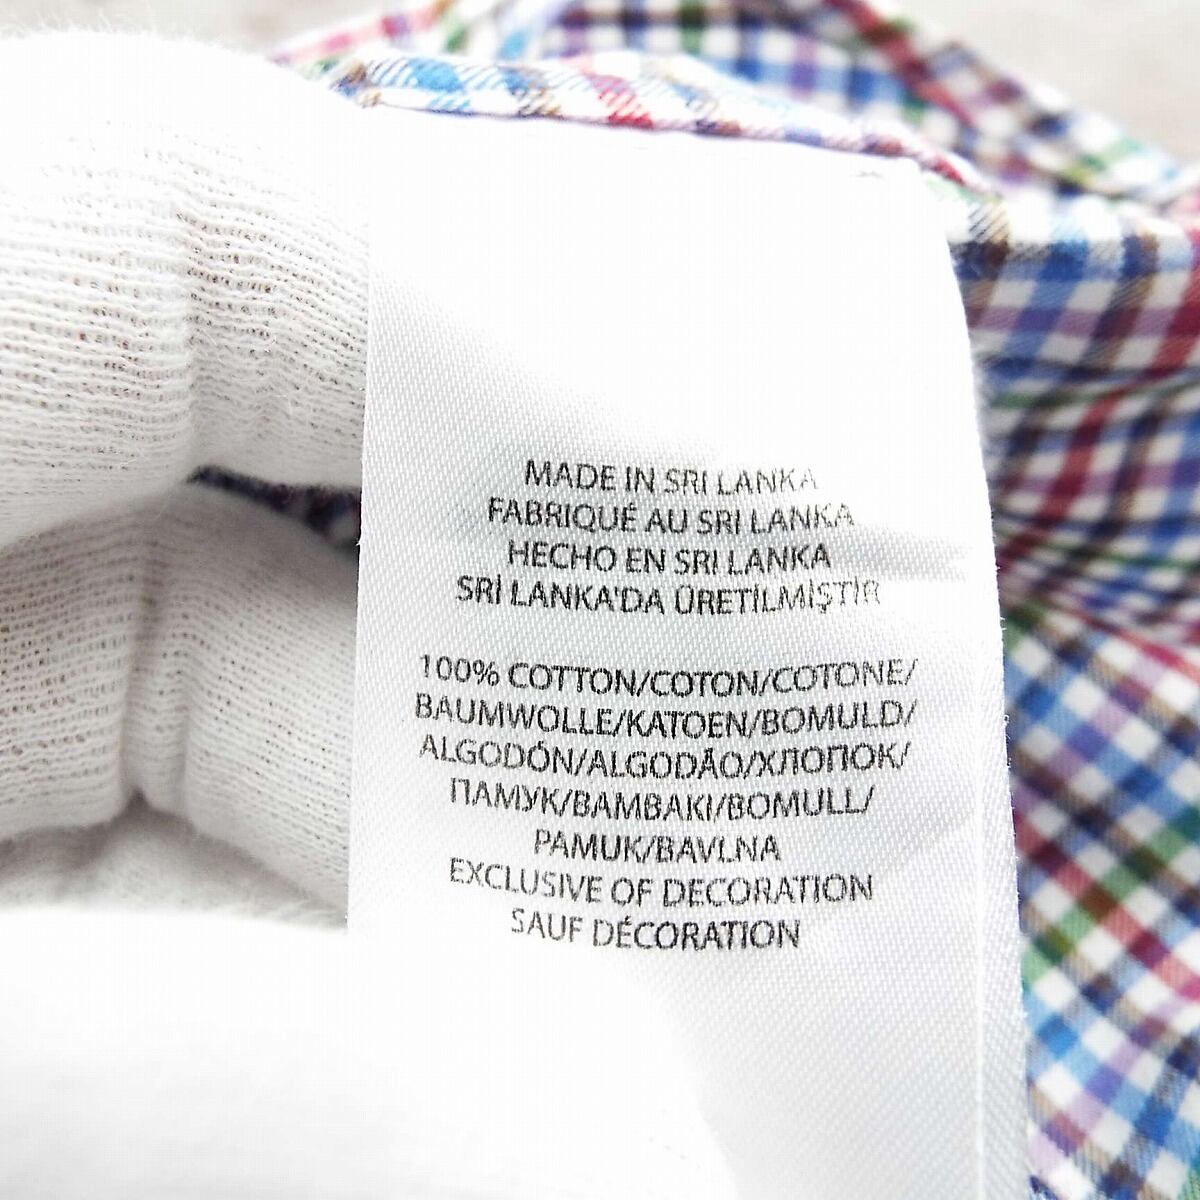 MADE IN SRI LANKA
FABRIQUÉ AU SRI LANKA
HECHO EN SRI LANKA
SRİ LANKA'DA ÜRETİLMİŞTİR
100% COTTON/COTON/COTONE/
BAUMWOLLE/KATOEN/BOMULD/
ALGODÓN/ALGODÃO/ХЛОПОК/
ПАМУК/ΒΑΜΒΑΚΙ/BOMULL/
PAMUK/BAVLNA
EXCLUSIVE OF DECORATION
SAUF DÉCORATION